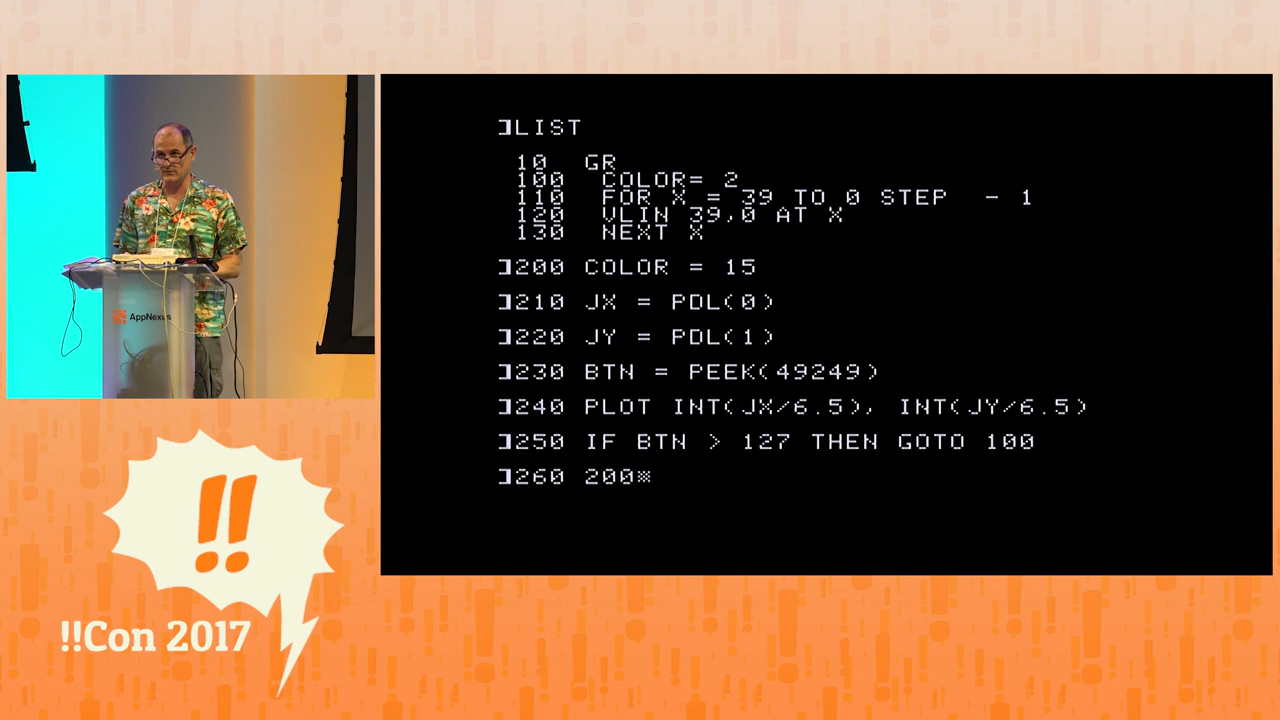 ]LIST
10 GR
100 COLOR= 2
110 FOR X = 39 TO 0 STEP - 1
120 VLIN 39,0 AT X
130 NEXT X
]200 COLOR = 15
]210 JX = PDL(0)
]220 JY = PDL(1)
]230 BTN = PEEK(49249)
]240 PLOT INT(JX/6.5), INT(JY/6.5)
]250 IF BTN > 127 THEN GOTO 100
]260 200
AppNexus
!!
!!Con 2017